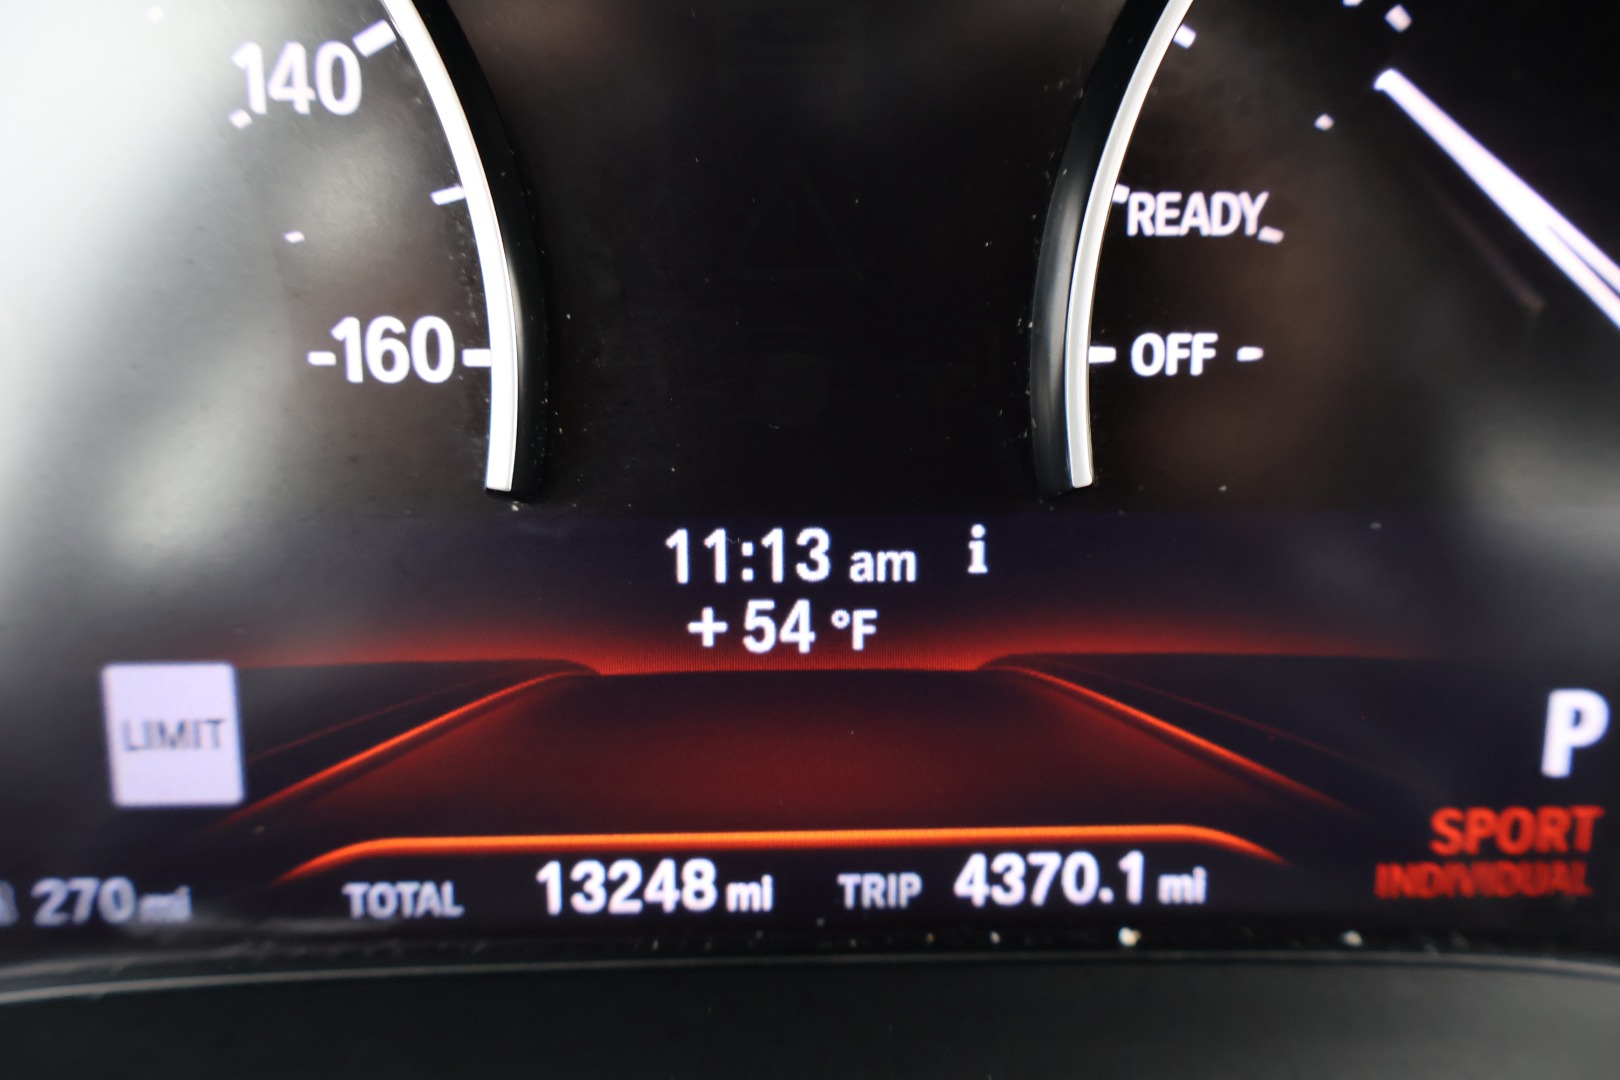 140
-160-
READY
- OFF -
11:13 am i
+ 54 °F
LIMIT
P
SPORT
INDIVIDUAL
270 mi
TOTAL 13248 mi
TRIP 4370.1 mi